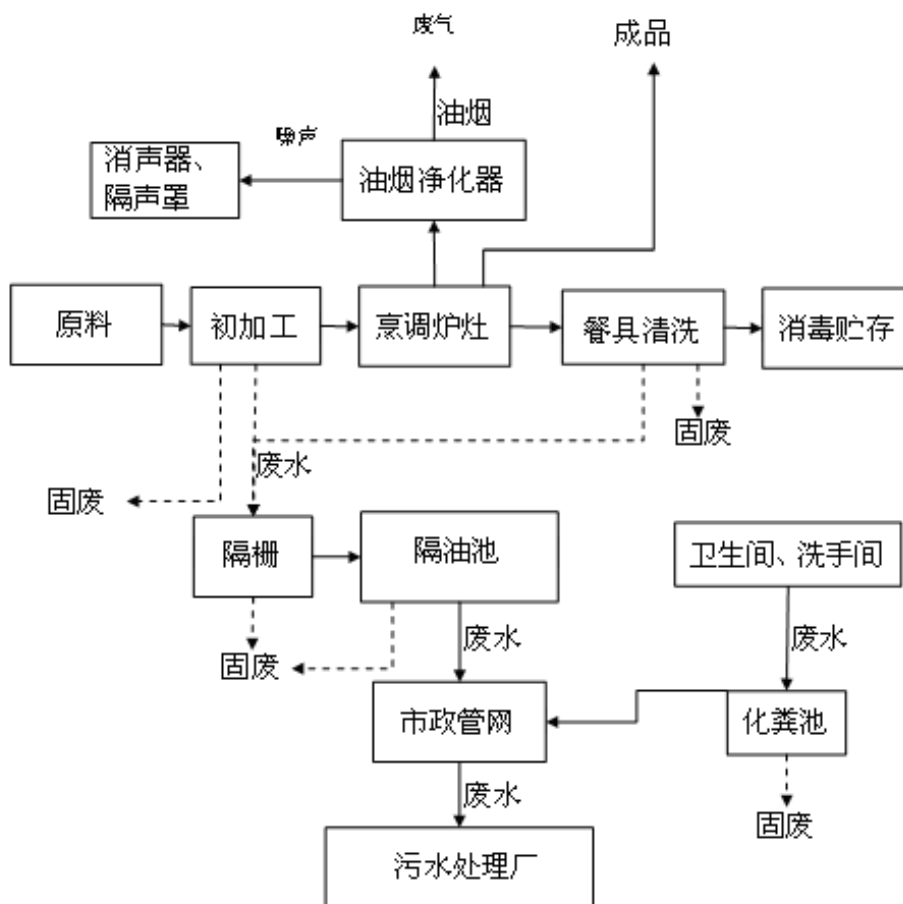 废气
成品
油烟
噪声
消声器、
隔声罩
油烟净化器
原料
初加工
烹调炉灶
餐具清洗
消毒贮存
固废
废水
固废
隔栅
隔油池
卫生间、洗手间
固废
废水
废水
市政管网
化粪池
废水
固废
污水处理厂